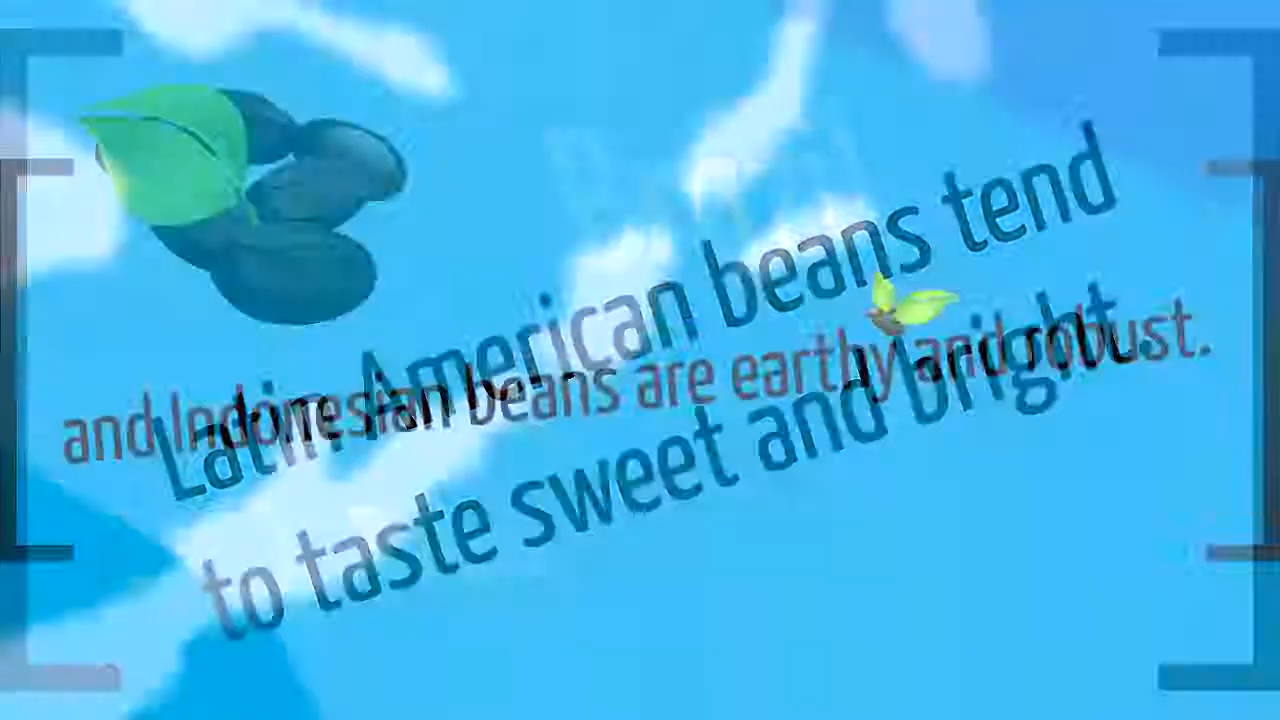 Latin American beans tend
to taste sweet and bright.
and Indonesian beans are earthy and robust.